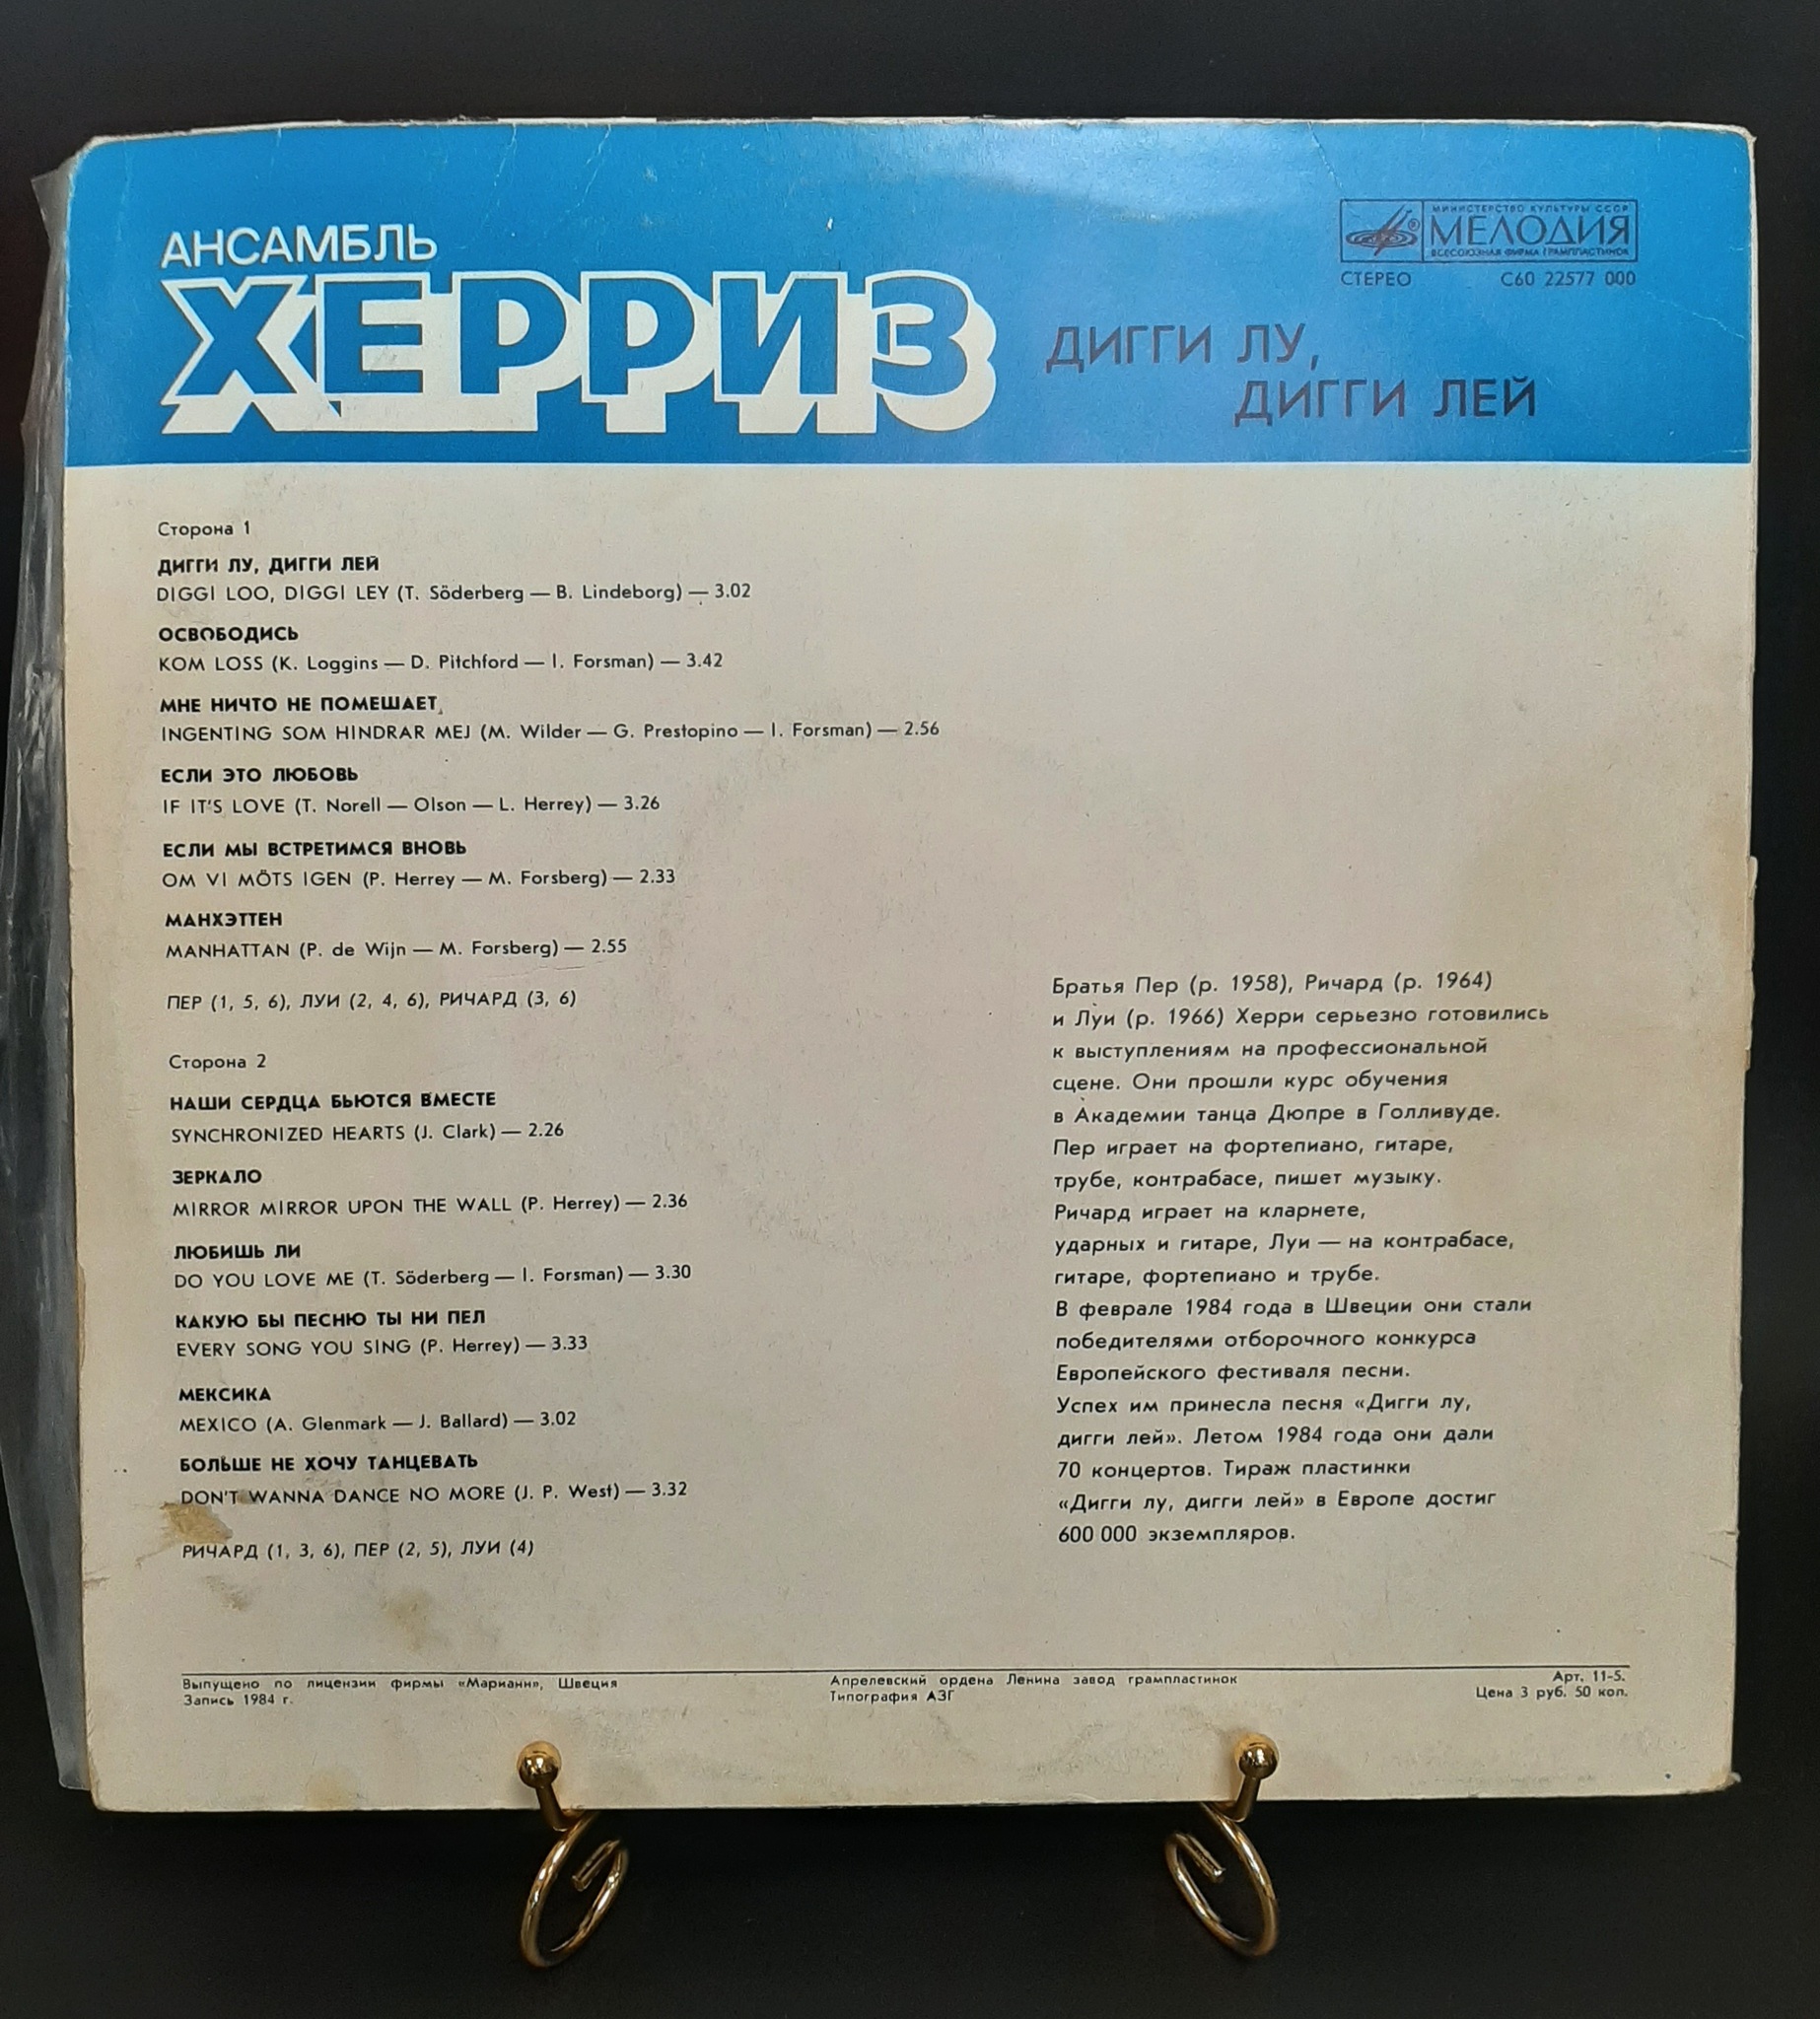 АНСАМБЛЬ
ХЕРРИЗ
МИНИСТЕРСТВО КУЛЬТУРЫ СССР
МЕЛОДИЯ
ВСЕСОЮЗНАЯ ФИРМА ГРАМПЛАСТИНОК
СТЕРЕО С60 22577 000
ДИГГИ ЛУ,
ДИГГИ ЛЕЙ
Сторона 1
ДИГГИ ЛУ, ДИГГИ ЛЕЙ
DIGGI LOO, DIGGI LEY (T. Söderberg — B. Lindeborg) — 3.02
ОСВОБОДИСЬ
KOM LOSS (K. Loggins — D. Pitchford — I. Forsman) — 3.42
МНЕ НИЧТО НЕ ПОМЕШАЕТ
INGENTING SOM HINDRAR MEJ (M. Wilder — G. Prestopino — I. Forsman) — 2.56
ЕСЛИ ЭТО ЛЮБОВЬ
IF IT'S LOVE (T. Norell — Olson — L. Herrey) — 3.26
ЕСЛИ МЫ ВСТРЕТИМСЯ ВНОВЬ
OM VI MÖTS IGEN (P. Herrey — M. Forsberg) — 2.33
МАНХЭТТЕН
MANHATTAN (P. de Wijn — M. Forsberg) — 2.55
ПЕР (1, 5, 6), ЛУИ (2, 4, 6), РИЧАРД (3, 6)
Сторона 2
НАШИ СЕРДЦА БЬЮТСЯ ВМЕСТЕ
SYNCHRONIZED HEARTS (J. Clark) — 2.26
ЗЕРКАЛО
MIRROR MIRROR UPON THE WALL (P. Herrey) — 2.36
ЛЮБИШЬ ЛИ
DO YOU LOVE ME (T. Söderberg — I. Forsman) — 3.30
КАКУЮ БЫ ПЕСНЮ ТЫ НИ ПЕЛ
EVERY SONG YOU SING (P. Herrey) — 3.33
МЕКСИКА
MEXICO (A. Glenmark — J. Ballard) — 3.02
БОЛЬШЕ НЕ ХОЧУ ТАНЦЕВАТЬ
DON'T WANNA DANCE NO MORE (J. P. West) — 3.32
РИЧАРД (1, 3, 6), ПЕР (2, 5), ЛУИ (4)
Братья Пер (р. 1958), Ричард (р. 1964)
и Луи (р. 1966) Херри серьезно готовились
к выступлениям на профессиональной
сцене. Они прошли курс обучения
в Академии танца Дюпре в Голливуде.
Пер играет на фортепиано, гитаре,
трубе, контрабасе, пишет музыку.
Ричард играет на кларнете,
ударных и гитаре, Луи — на контрабасе,
гитаре, фортепиано и трубе.
В феврале 1984 года в Швеции они стали
победителями отборочного конкурса
Европейского фестиваля песни.
Успех им принесла песня «Дигги лу,
дигги лей». Летом 1984 года они дали
70 концертов. Тираж пластинки
«Дигги лу, дигги лей» в Европе достиг
600 000 экземпляров.
Выпущено по лицензии фирмы «Марианн», Швеция
Запись 1984 г.
Апрелевский ордена Ленина завод грампластинок
Типография АЗГ
Арт. 11-5.
Цена 3 руб. 50 коп.